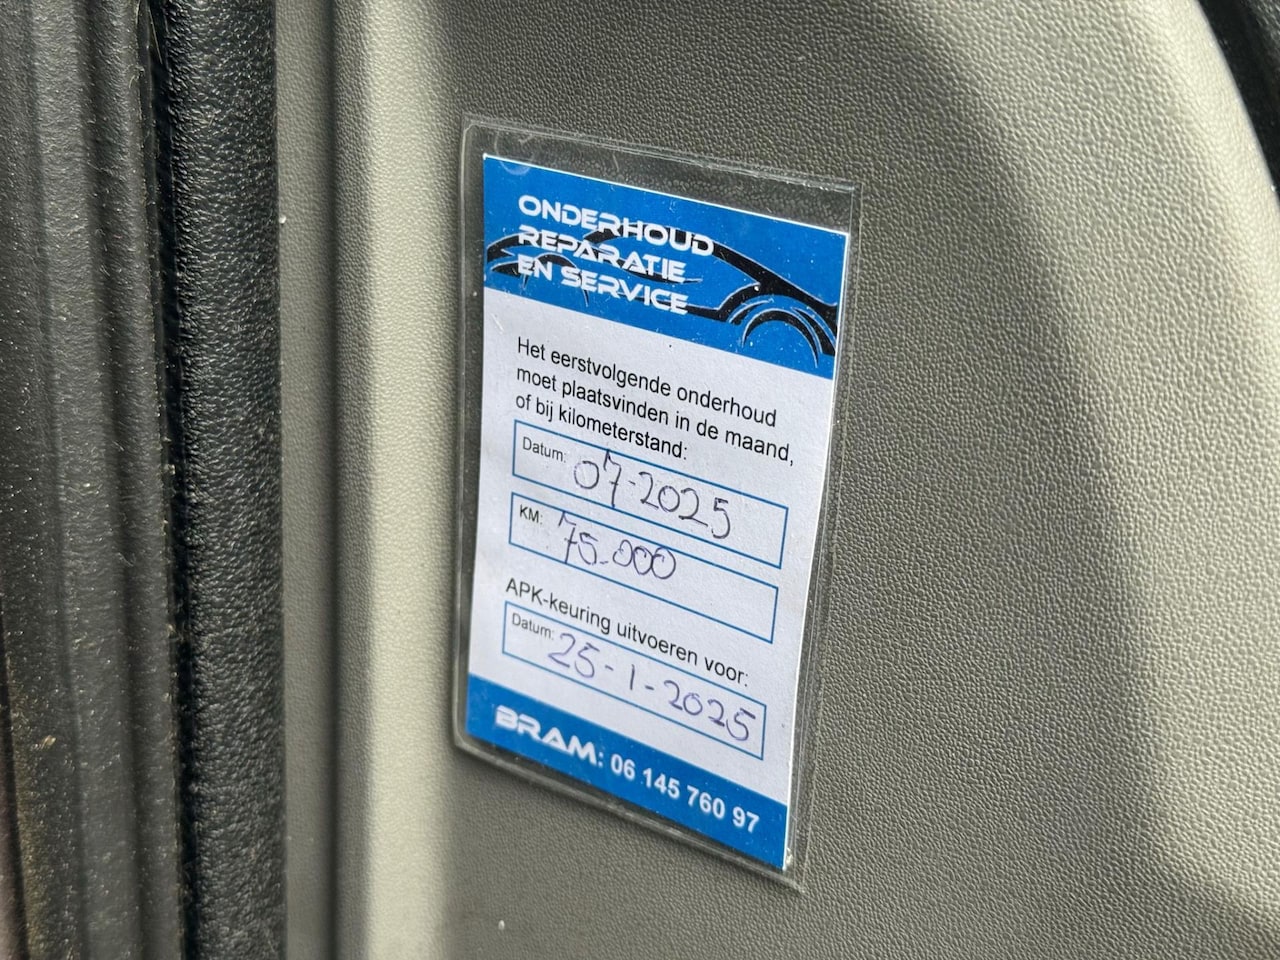 ONDERHOUD
REPARATIE
EN SERVICE
Het eerstvolgende onderhoud
moet plaatsvinden in de maand,
of bij kilometerstand:
Datum: 07-2025
KM: 75.000
APK-keuring uitvoeren voor:
Datum: 25-1-2025
BRAM: 06 145 760 97